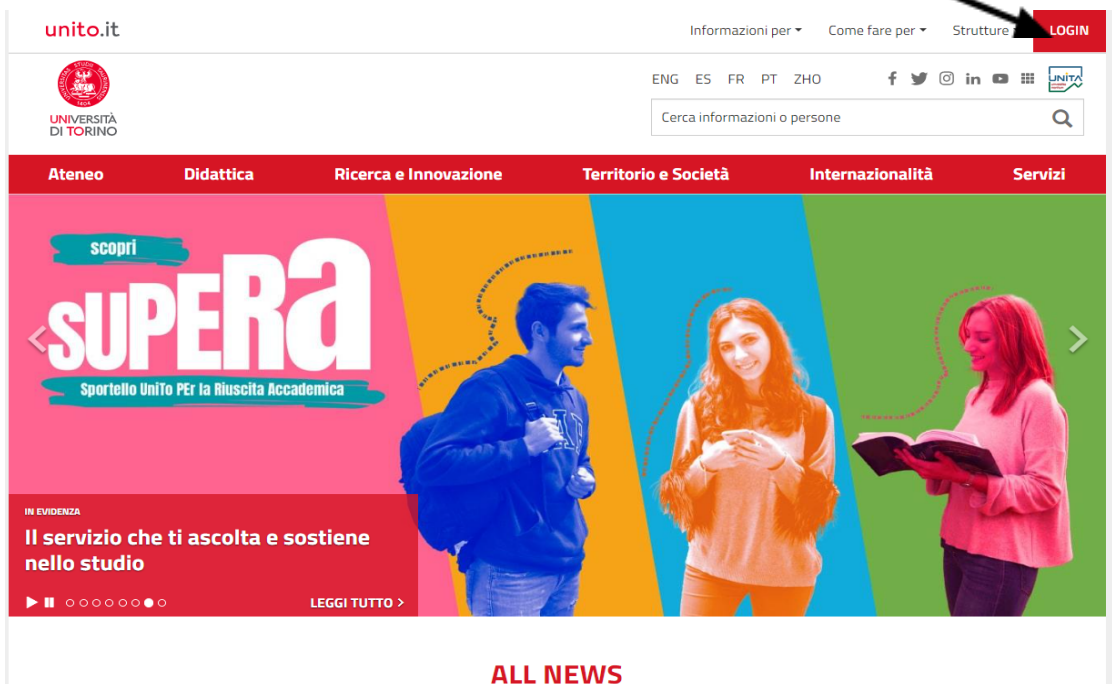 unito.it
Informazioni per
Come fare per
Strutture
LOGIN
ENG ES FR PT ZHO
UNITA
UNIVERSITÀ
DI TORINO
Cerca informazioni o persone
Ateneo
Didattica
Ricerca e Innovazione
Territorio e Società
Internazionalità
Servizi
scopri
SUPERA
Sportello UniTo PEr la Riuscita Accademica
IN EVIDENZA
Il servizio che ti ascolta e sostiene
nello studio
LEGGI TUTTO >
ALL NEWS